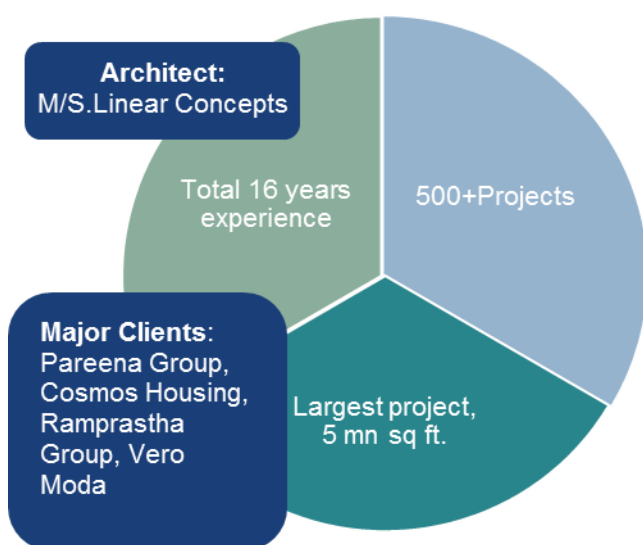 Architect:
M/S.Linear Concepts
Total 16 years
experience
500+Projects
Major Clients:
Pareena Group,
Cosmos Housing,
Ramprastha
Group, Vero
Moda
Largest project,
5 mn sq ft.